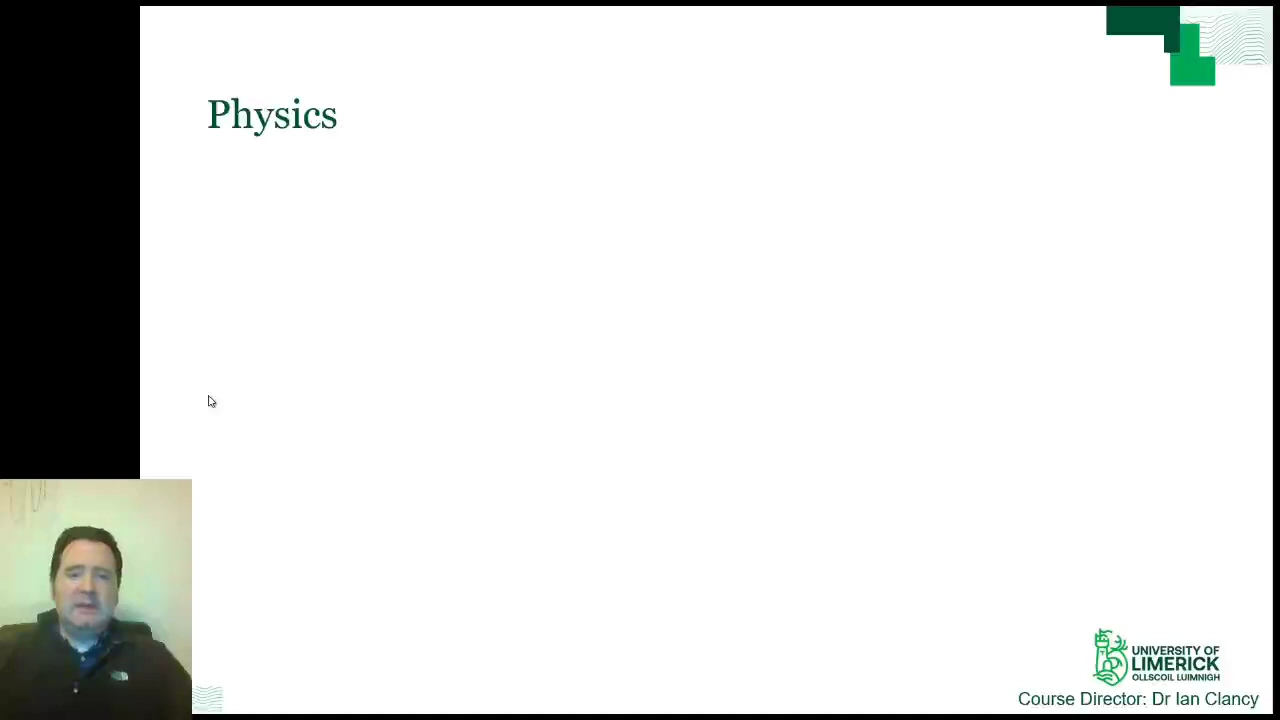 Physics
UNIVERSITY OF
LIMERICK
OLLSCOIL LUIMNIGH
Course Director: Dr Ian Clancy